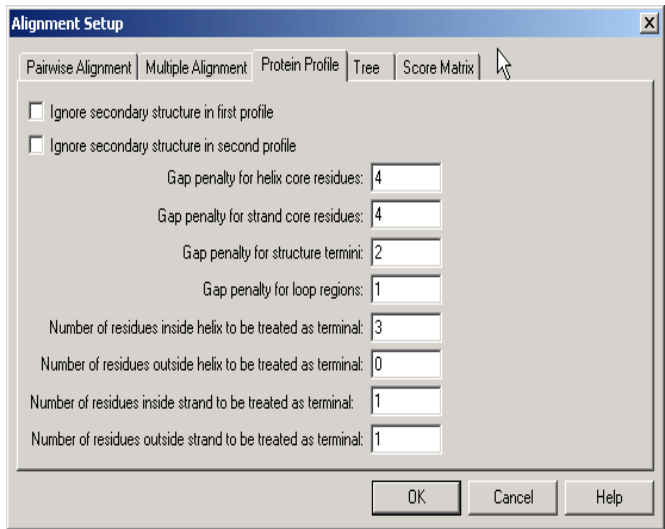 Alignment Setup
Pairwise Alignment Multiple Alignment Protein Profile Tree Score Matrix
Ignore secondary structure in first profile
Ignore secondary structure in second profile
Gap penalty for helix core residues: 4
Gap penalty for strand core residues: 4
Gap penalty for structure termini: 2
Gap penalty for loop regions: 1
Number of residues inside helix to be treated as terminal: 3
Number of residues outside helix to be treated as terminal: 0
Number of residues inside strand to be treated as terminal: 1
Number of residues outside strand to be treated as terminal: 1
OK Cancel Help